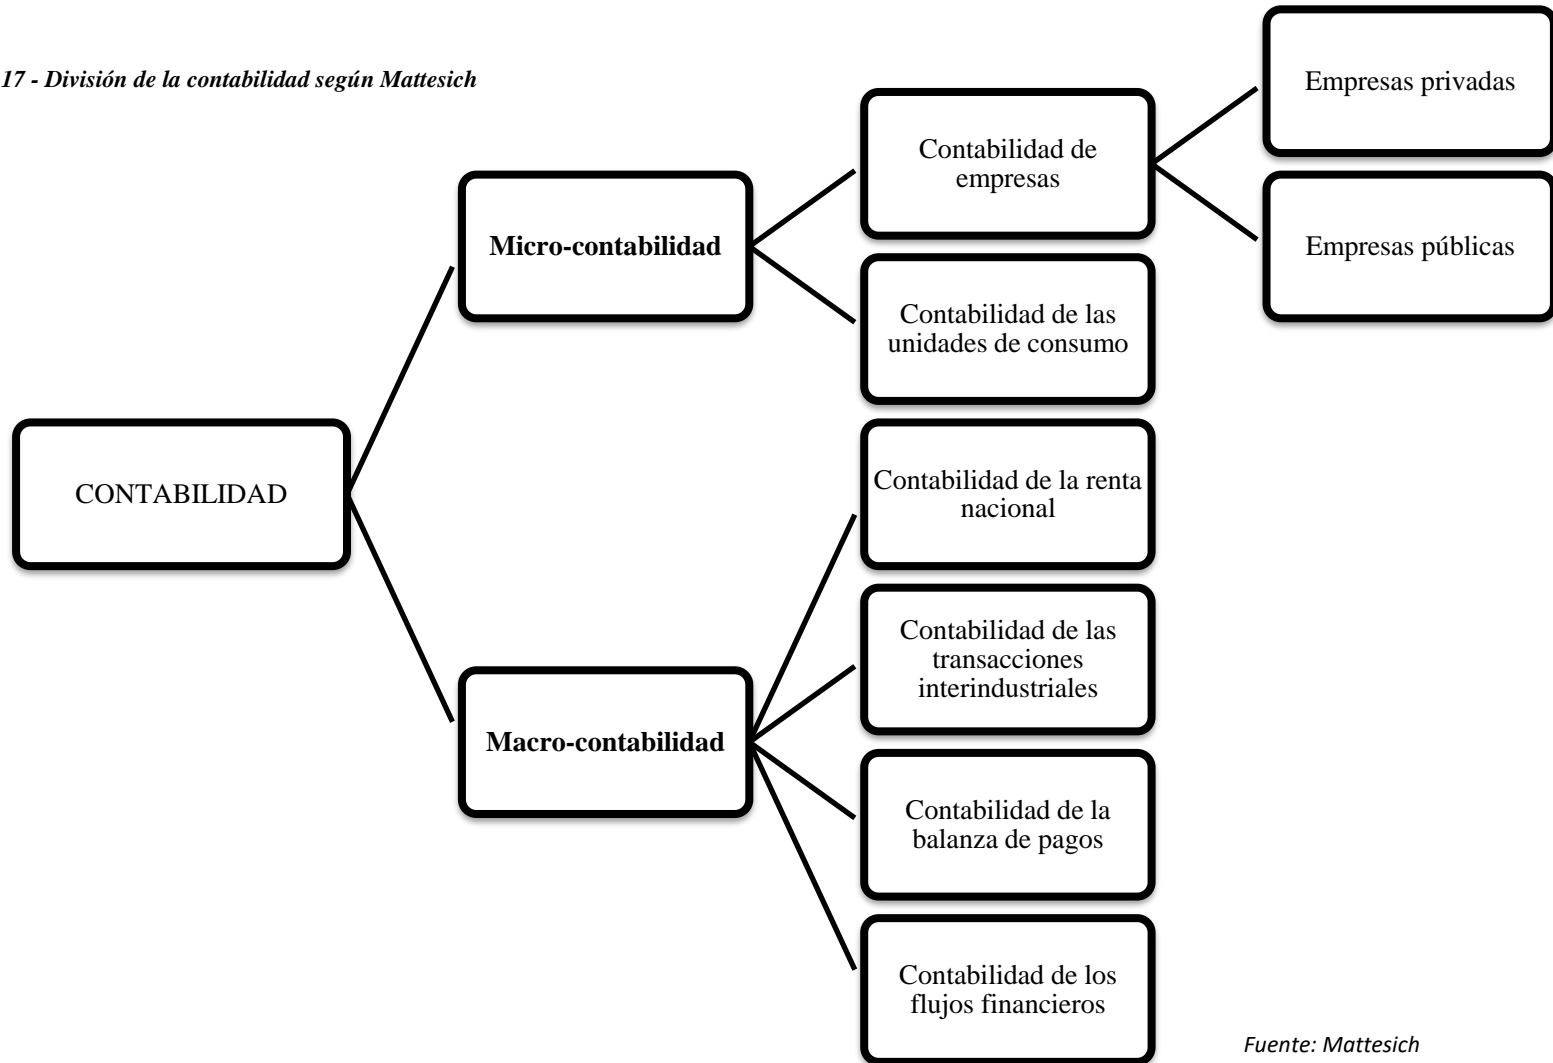 17 - División de la contabilidad según Mattesich
Empresas privadas
Contabilidad de
empresas
Micro-contabilidad
Empresas públicas
Contabilidad de las
unidades de consumo
CONTABILIDAD
Contabilidad de la renta
nacional
Contabilidad de las
transacciones
interindustriales
Macro-contabilidad
Contabilidad de la
balanza de pagos
Contabilidad de los
flujos financieros
Fuente: Mattesich